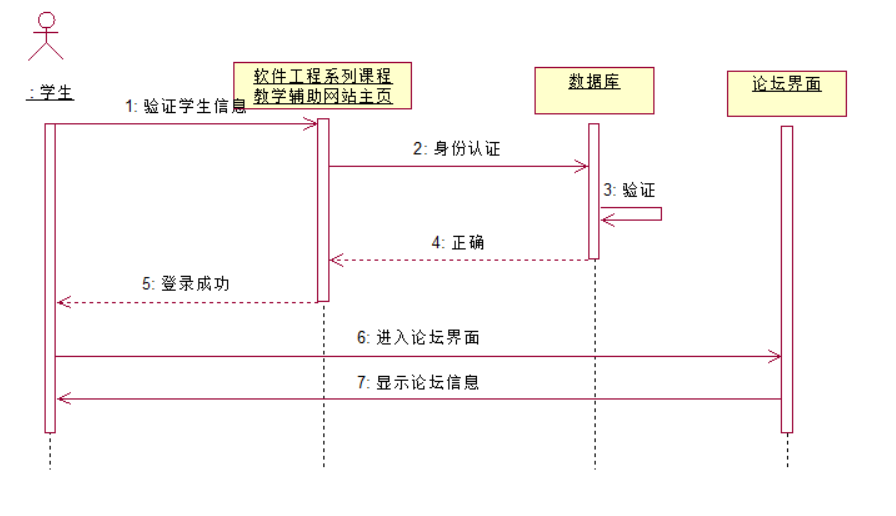 : 学生
软件工程系列课程
教学辅助网站主页
数据库
论坛界面
1: 验证学生信息
2: 身份认证
3: 验证
4: 正确
5: 登录成功
6: 进入论坛界面
7: 显示论坛信息